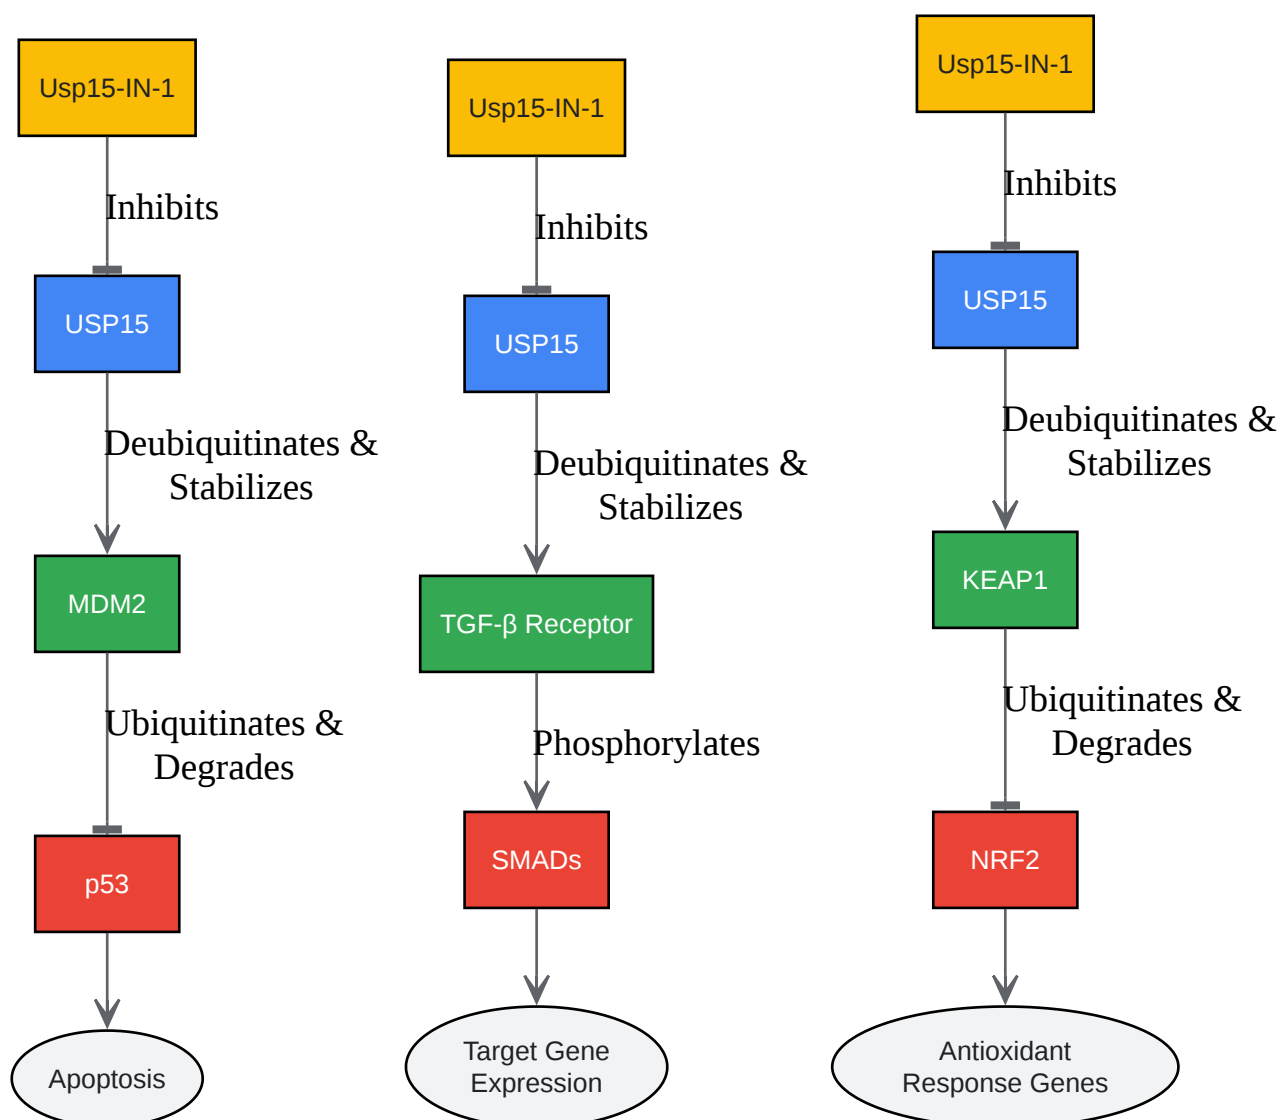 Usp15-IN-1
Inhibits
USP15
Deubiquitinates &
Stabilizes
MDM2
Ubiquitinates &
Degrades
p53
Apoptosis
Usp15-IN-1
Inhibits
USP15
Deubiquitinates &
Stabilizes
TGF-β Receptor
Phosphorylates
SMADs
Target Gene
Expression
Usp15-IN-1
Inhibits
USP15
Deubiquitinates &
Stabilizes
KEAP1
Ubiquitinates &
Degrades
NRF2
Antioxidant
Response Genes